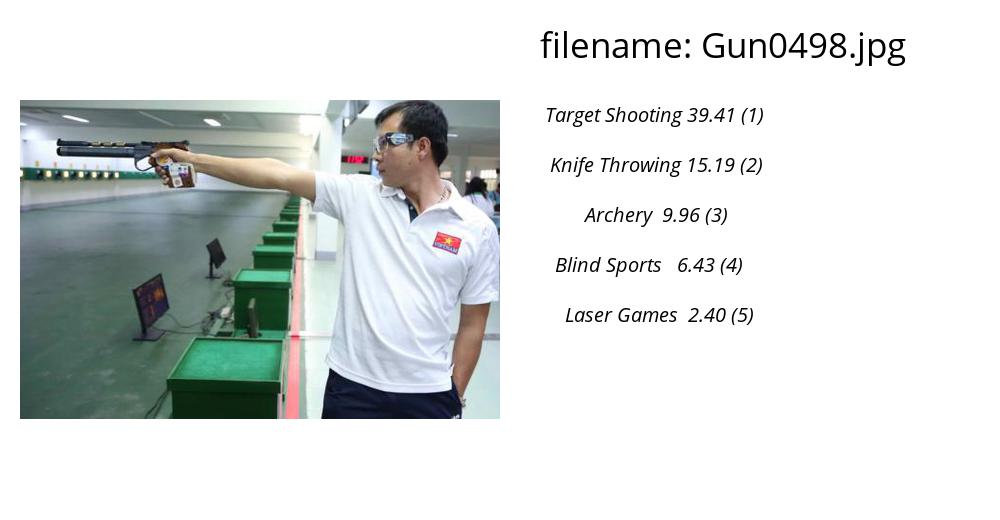 filename: Gun0498.jpg
Target Shooting 39.41 (1)
Knife Throwing 15.19 (2)
Archery 9.96 (3)
Blind Sports 6.43 (4)
Laser Games 2.40 (5)
VIETNAM